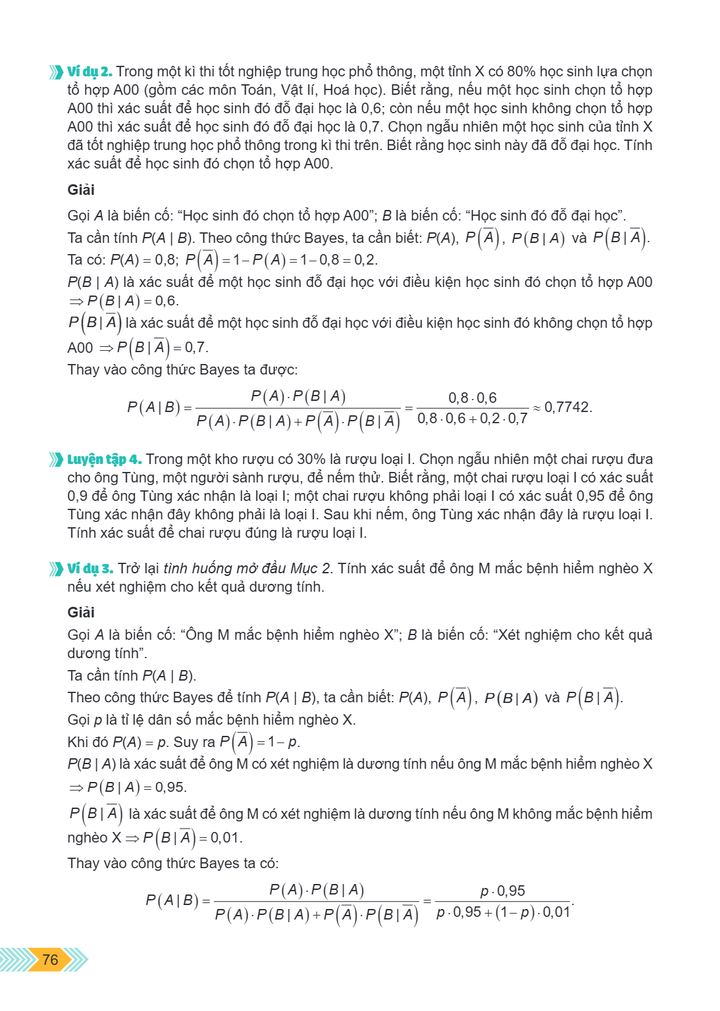 Ví dụ 2. Trong một kì thi tốt nghiệp trung học phổ thông, một tỉnh X có 80% học sinh lựa chọn
tổ hợp A00 (gồm các môn Toán, Vật lí, Hoá học). Biết rằng, nếu một học sinh chọn tổ hợp
A00 thì xác suất để học sinh đó đỗ đại học là 0,6; còn nếu một học sinh không chọn tổ hợp
A00 thì xác suất để học sinh đó đỗ đại học là 0,7. Chọn ngẫu nhiên một học sinh của tỉnh X
đã tốt nghiệp trung học phổ thông trong kì thi trên. Biết rằng học sinh này đã đỗ đại học. Tính
xác suất để học sinh đó chọn tổ hợp A00.
Giải
Gọi A là biến cố: “Học sinh đó chọn tổ hợp A00”; B là biến cố: “Học sinh đó đỗ đại học”.
Ta cần tính P(A | B). Theo công thức Bayes, ta cần biết: P(A), P(A̅), P(B | A) và P(B | A̅).
Ta có: P(A) = 0,8; P(A̅) = 1 – P(A) = 1 – 0,8 = 0,2.
P(B | A) là xác suất để một học sinh đỗ đại học với điều kiện học sinh đó chọn tổ hợp A00
⇒ P(B | A) = 0,6.
P(B | A̅) là xác suất để một học sinh đỗ đại học với điều kiện học sinh đó không chọn tổ hợp
A00 ⇒ P(B | A̅) = 0,7.
Thay vào công thức Bayes ta được:
P(A | B) = P(A) · P(B | A) / (P(A) · P(B | A) + P(A̅) · P(B | A̅)) = 0,8 · 0,6 / (0,8 · 0,6 + 0,2 · 0,7) ≈ 0,7742.
Luyện tập 4. Trong một kho rượu có 30% là rượu loại I. Chọn ngẫu nhiên một chai rượu đưa
cho ông Tùng, một người sành rượu, để nếm thử. Biết rằng, một chai rượu loại I có xác suất
0,9 để ông Tùng xác nhận là loại I; một chai rượu không phải loại I có xác suất 0,95 để ông
Tùng xác nhận đây không phải là loại I. Sau khi nếm, ông Tùng xác nhận đây là rượu loại I.
Tính xác suất để chai rượu đúng là rượu loại I.
Ví dụ 3. Trở lại tình huống mở đầu Mục 2. Tính xác suất để ông M mắc bệnh hiểm nghèo X
nếu xét nghiệm cho kết quả dương tính.
Giải
Gọi A là biến cố: “Ông M mắc bệnh hiểm nghèo X”; B là biến cố: “Xét nghiệm cho kết quả
dương tính”.
Ta cần tính P(A | B).
Theo công thức Bayes để tính P(A | B), ta cần biết: P(A), P(A̅), P(B | A) và P(B | A̅).
Gọi p là tỉ lệ dân số mắc bệnh hiểm nghèo X.
Khi đó P(A) = p. Suy ra P(A̅) = 1 – p.
P(B | A) là xác suất để ông M có xét nghiệm là dương tính nếu ông M mắc bệnh hiểm nghèo X
⇒ P(B | A) = 0,95.
P(B | A̅) là xác suất để ông M có xét nghiệm là dương tính nếu ông M không mắc bệnh hiểm
nghèo X ⇒ P(B | A̅) = 0,01.
Thay vào công thức Bayes ta có:
P(A | B) = P(A) · P(B | A) / (P(A) · P(B | A) + P(A̅) · P(B | A̅)) = p · 0,95 / (p · 0,95 + (1 – p) · 0,01).
76